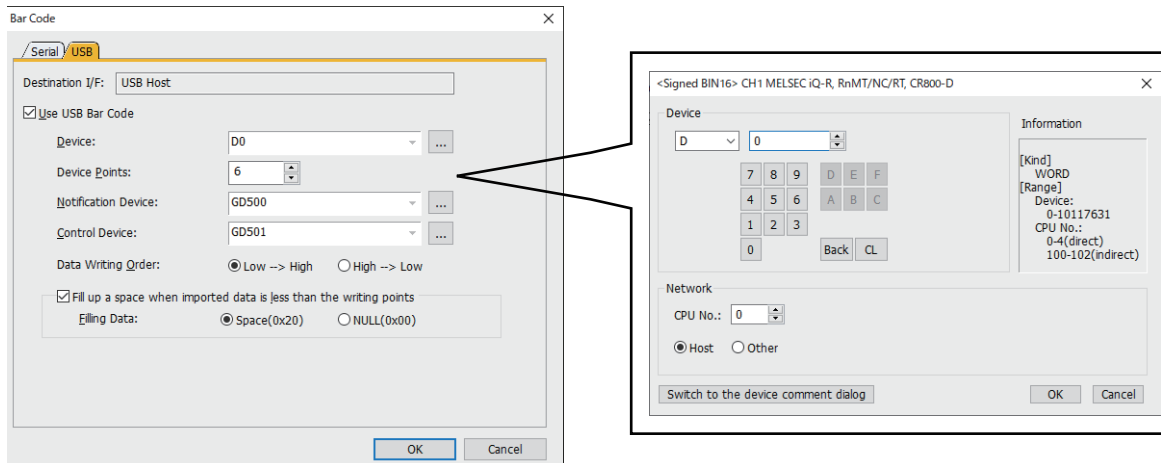 Bar Code
Serial USB
Destination I/F: USB Host
Use USB Bar Code
Device: D0 ...
Device Points: 6
Notification Device: GD500 ...
Control Device: GD501 ...
Data Writing Order: Low --> High High --> Low
Fill up a space when imported data is less than the writing points
Filling Data: Space(0x20) NULL(0x00)
OK Cancel
<Signed BIN16> CH1 MELSEC iQ-R, RnMT/NC/RT, CR800-D
Device
D 0
7 8 9 D E F
4 5 6 A B C
1 2 3
0 Back CL
Information
[Kind]
WORD
[Range]
Device:
0-10117631
CPU No.:
0-4(direct)
100-102(indirect)
Network
CPU No.: 0
Host Other
Switch to the device comment dialog OK Cancel